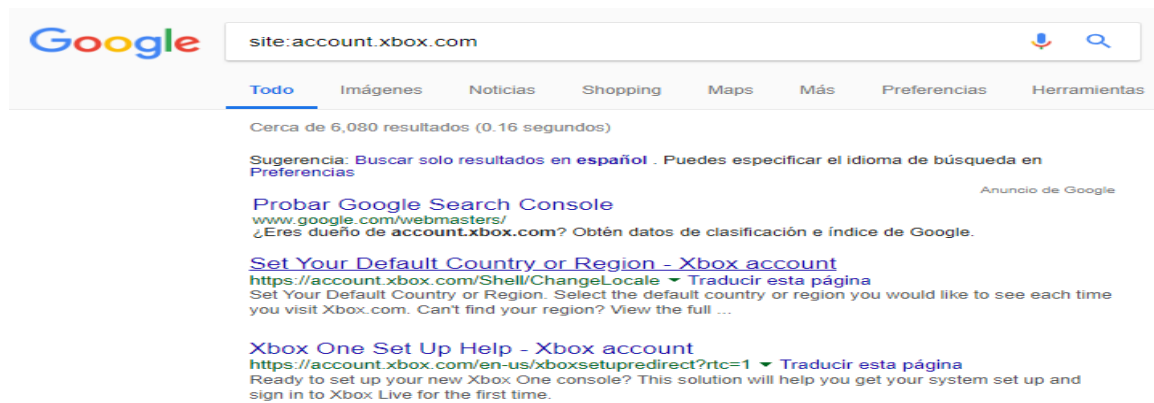 Google
site:account.xbox.com
Todo Imágenes Noticias Shopping Maps Más Preferencias Herramientas
Cerca de 6,080 resultados (0.16 segundos)
Sugerencia: Buscar solo resultados en español . Puedes especificar el idioma de búsqueda en
Preferencias
Anuncio de Google
Probar Google Search Console
www.google.com/webmasters/
¿Eres dueño de account.xbox.com? Obtén datos de clasificación e índice de Google.
Set Your Default Country or Region - Xbox account
https://account.xbox.com/Shell/ChangeLocale ▼ Traducir esta página
Set Your Default Country or Region. Select the default country or region you would like to see each time
you visit Xbox.com. Can't find your region? View the full ...
Xbox One Set Up Help - Xbox account
https://account.xbox.com/en-us/xboxsetupredirect?rtc=1 ▼ Traducir esta página
Ready to set up your new Xbox One console? This solution will help you get your system set up and
sign in to Xbox Live for the first time.